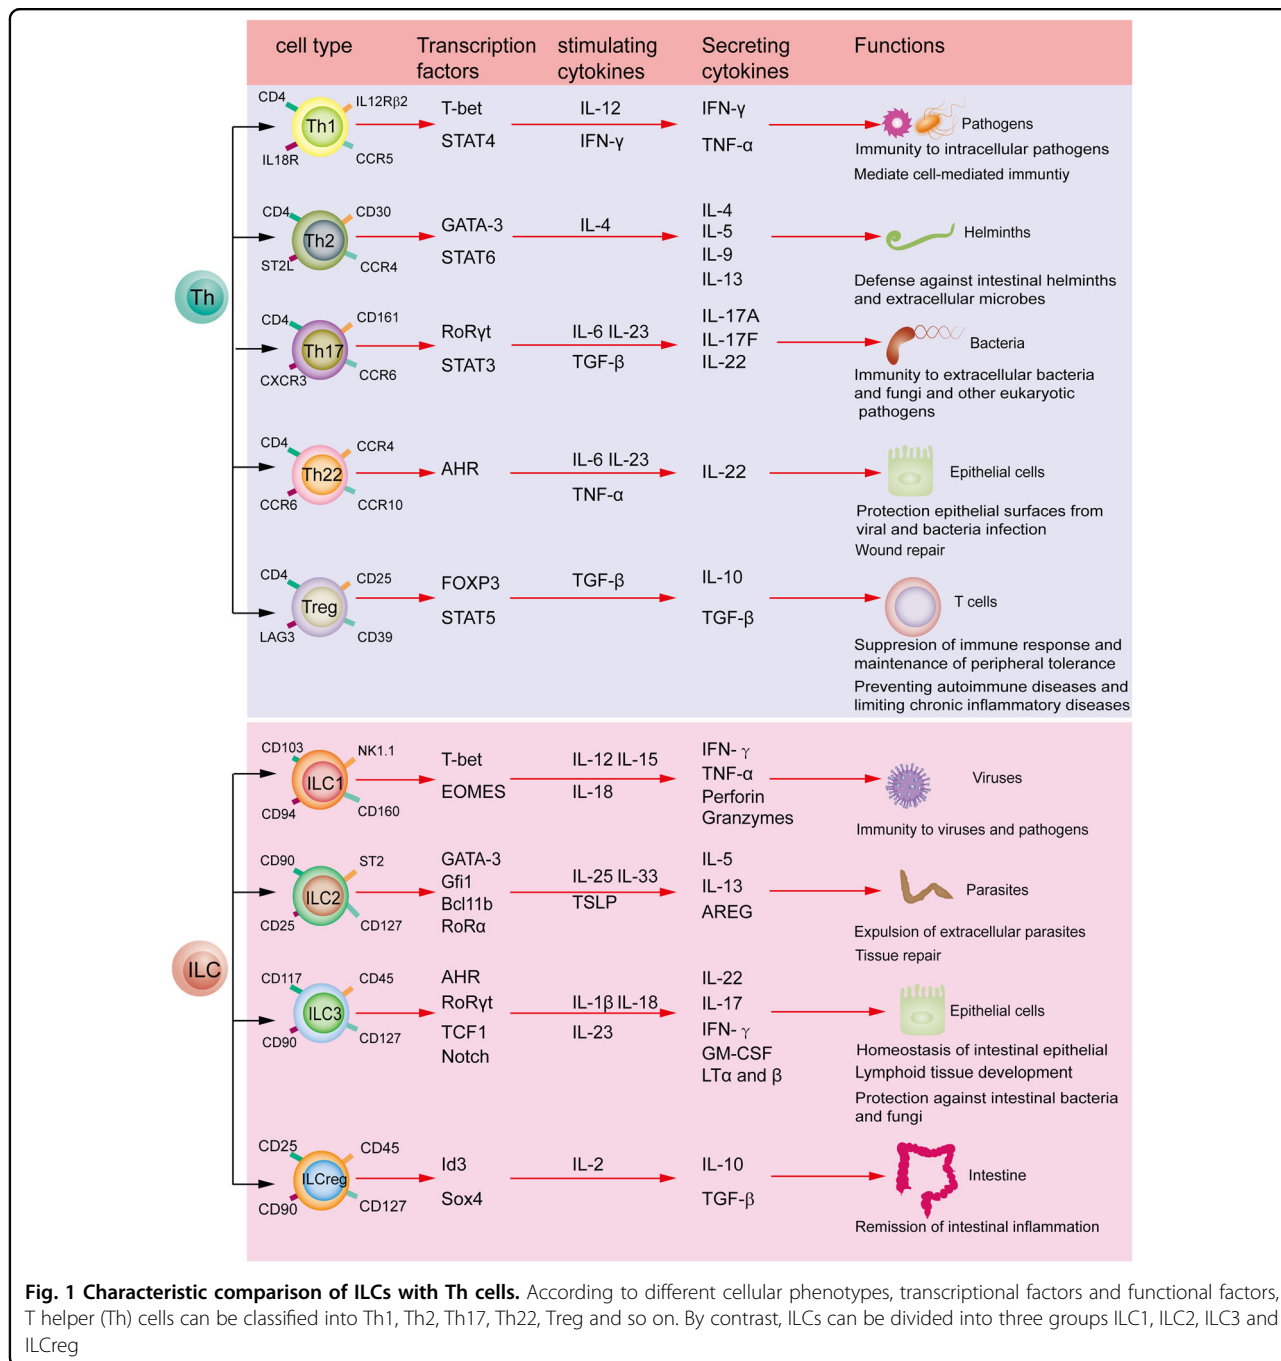 cell type
Transcription
factors
stimulating
cytokines
Secreting
cytokines
Functions
Th
CD4
IL12Rβ2
Th1
IL18R
CCR5
T-bet
STAT4
IL-12
IFN-γ
IFN-γ
TNF-α
Pathogens
Immunity to intracellular pathogens
Mediate cell-mediated immuntiy
CD4
CD30
Th2
ST2L
CCR4
GATA-3
STAT6
IL-4
IL-4
IL-5
IL-9
IL-13
Helminths
Defense against intestinal helminths
and extracellular microbes
CD4
CD161
Th17
CXCR3
CCR6
RoRγt
STAT3
IL-6 IL-23
TGF-β
IL-17A
IL-17F
IL-22
Bacteria
Immunity to extracellular bacteria
and fungi and other eukaryotic
pathogens
CD4
CCR4
Th22
CCR6
CCR10
AHR
IL-6 IL-23
TNF-α
IL-22
Epithelial cells
Protection epithelial surfaces from
viral and bacteria infection
Wound repair
CD4
CD25
Treg
LAG3
CD39
FOXP3
STAT5
TGF-β
IL-10
TGF-β
T cells
Suppresion of immune response and
maintenance of peripheral tolerance
Preventing autoimmune diseases and
limiting chronic inflammatory diseases
ILC
CD103
NK1.1
ILC1
CD94
CD160
T-bet
EOMES
IL-12 IL-15
IL-18
IFN- γ
TNF-α
Perforin
Granzymes
Viruses
Immunity to viruses and pathogens
CD90
ST2
ILC2
CD25
CD127
GATA-3
Gfi1
Bcl11b
RoRα
IL-25 IL-33
TSLP
IL-5
IL-13
AREG
Parasites
Expulsion of extracellular parasites
Tissue repair
CD117
CD45
ILC3
CD90
CD127
AHR
RoRγt
TCF1
Notch
IL-1β IL-18
IL-23
IL-22
IL-17
IFN- γ
GM-CSF
LTα and β
Epithelial cells
Homeostasis of intestinal epithelial
Lymphoid tissue development
Protection against intestinal bacteria
and fungi
CD25
CD45
ILCreg
CD90
CD127
Id3
Sox4
IL-2
IL-10
TGF-β
Intestine
Remission of intestinal inflammation
Fig. 1 Characteristic comparison of ILCs with Th cells. According to different cellular phenotypes, transcriptional factors and functional factors,
T helper (Th) cells can be classified into Th1, Th2, Th17, Th22, Treg and so on. By contrast, ILCs can be divided into three groups ILC1, ILC2, ILC3 and
ILCreg